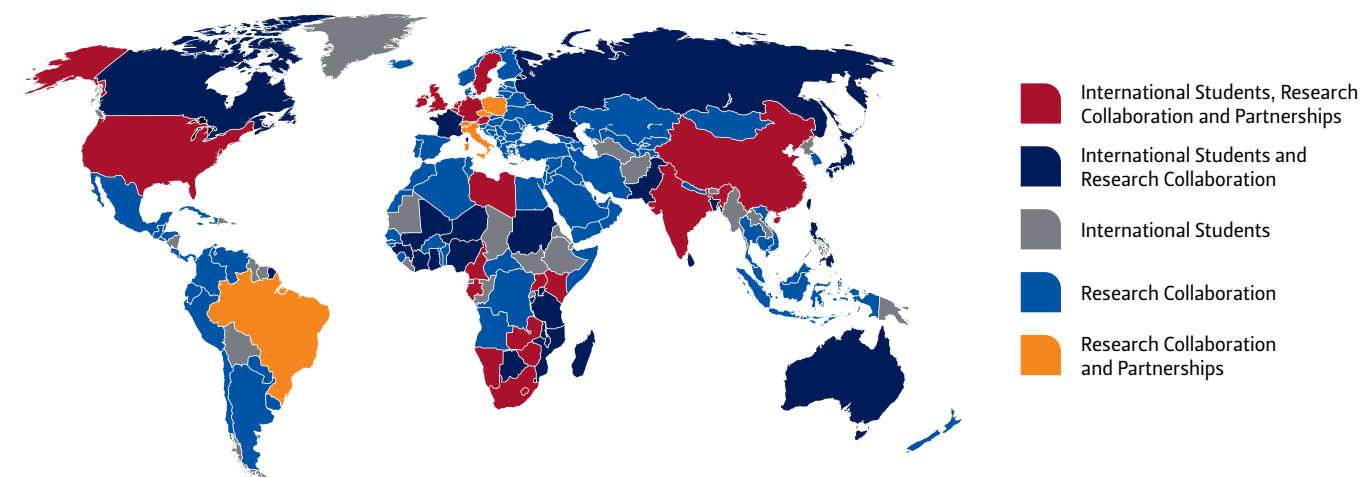 International Students, Research
Collaboration and Partnerships
International Students and
Research Collaboration
International Students
Research Collaboration
Research Collaboration
and Partnerships